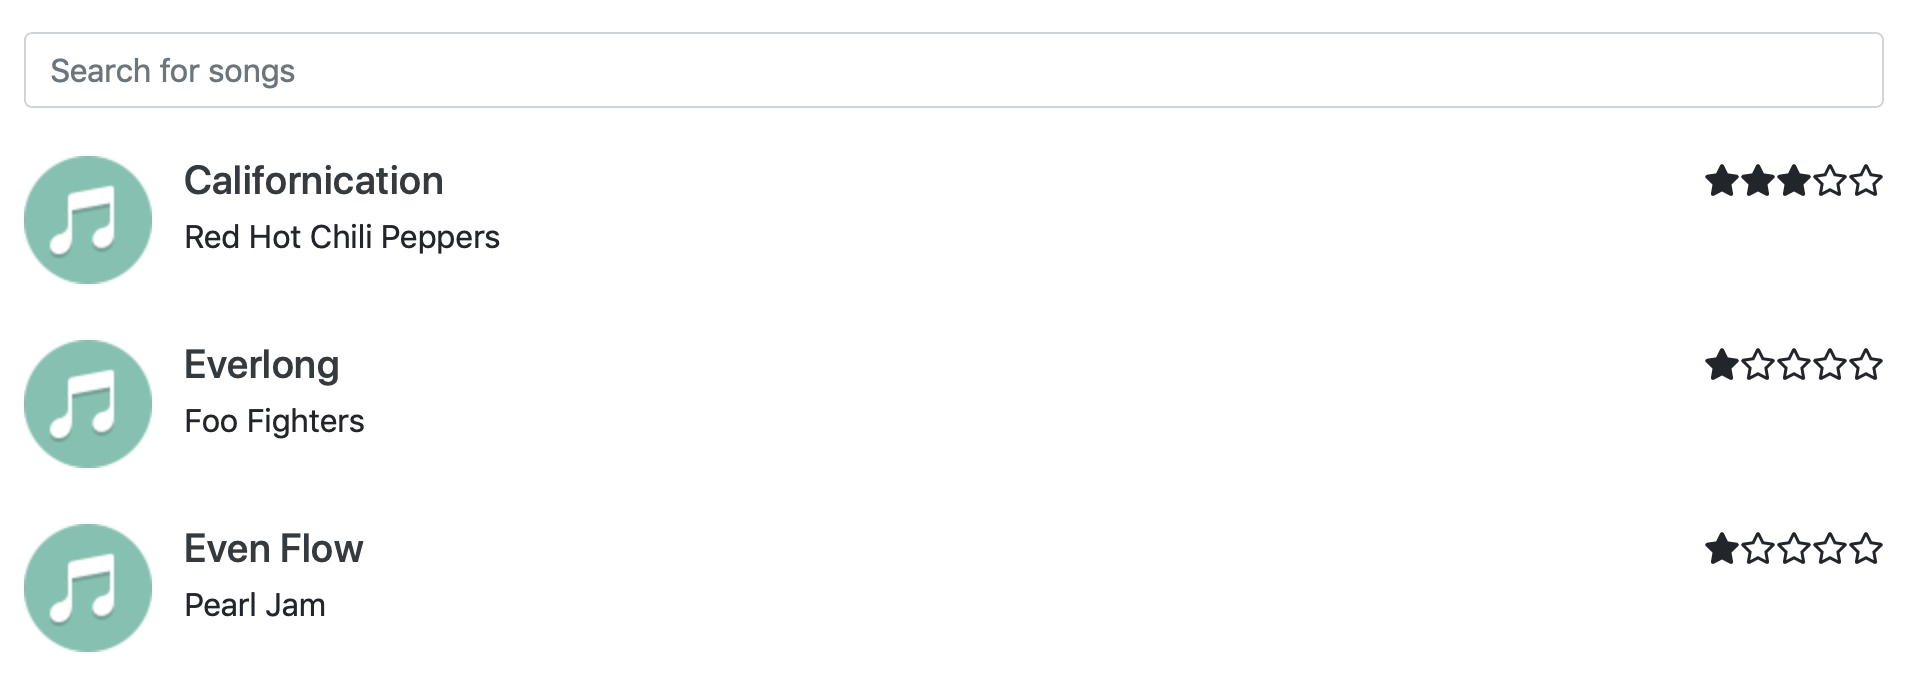 Search for songs
Californication
Red Hot Chili Peppers
Everlong
Foo Fighters
Even Flow
Pearl Jam